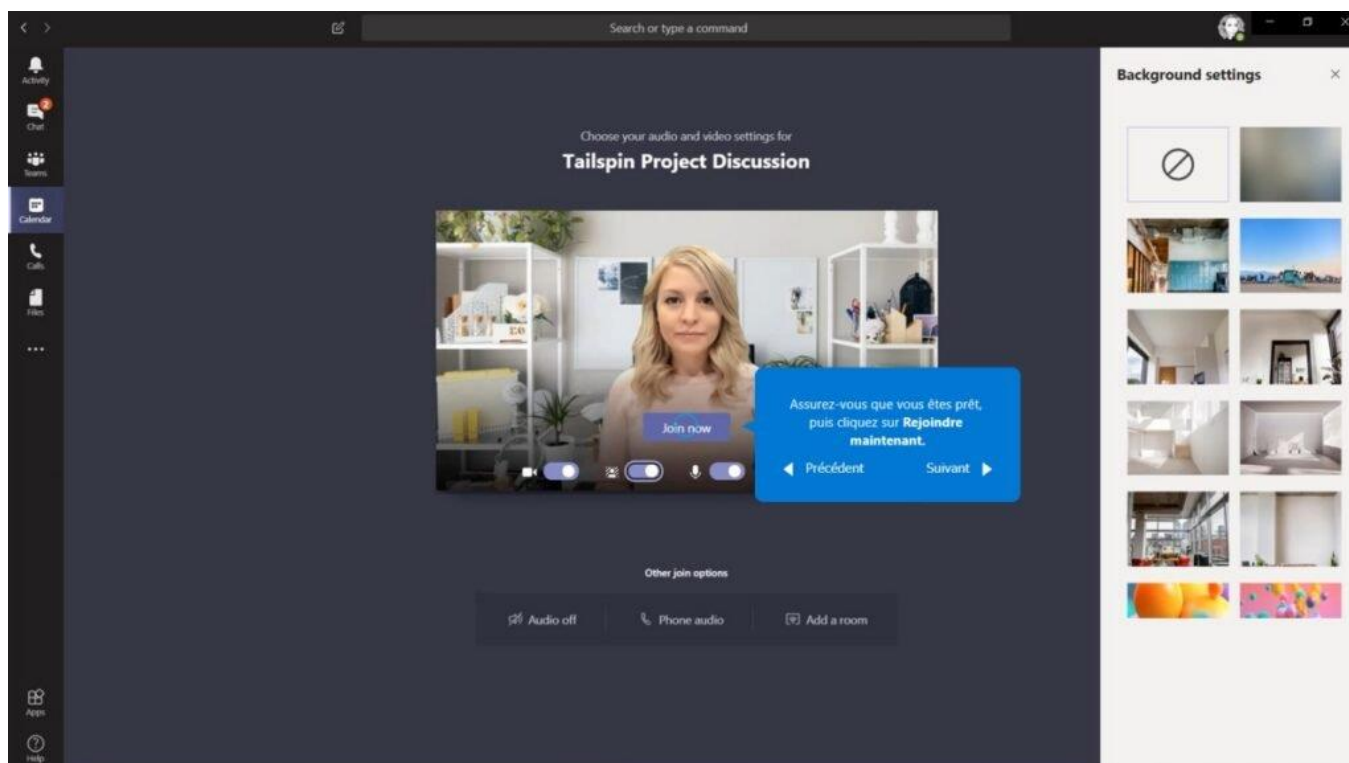 Search or type a command
Activity
2
Chat
Teams
Calendar
Calls
Files
Apps
Help
Choose your audio and video settings for
Tailspin Project Discussion
Join now
Assurez-vous que vous êtes prêt,
puis cliquez sur Rejoindre
maintenant.
Précédent
Suivant
Other join options
Audio off
Phone audio
Add a room
Background settings